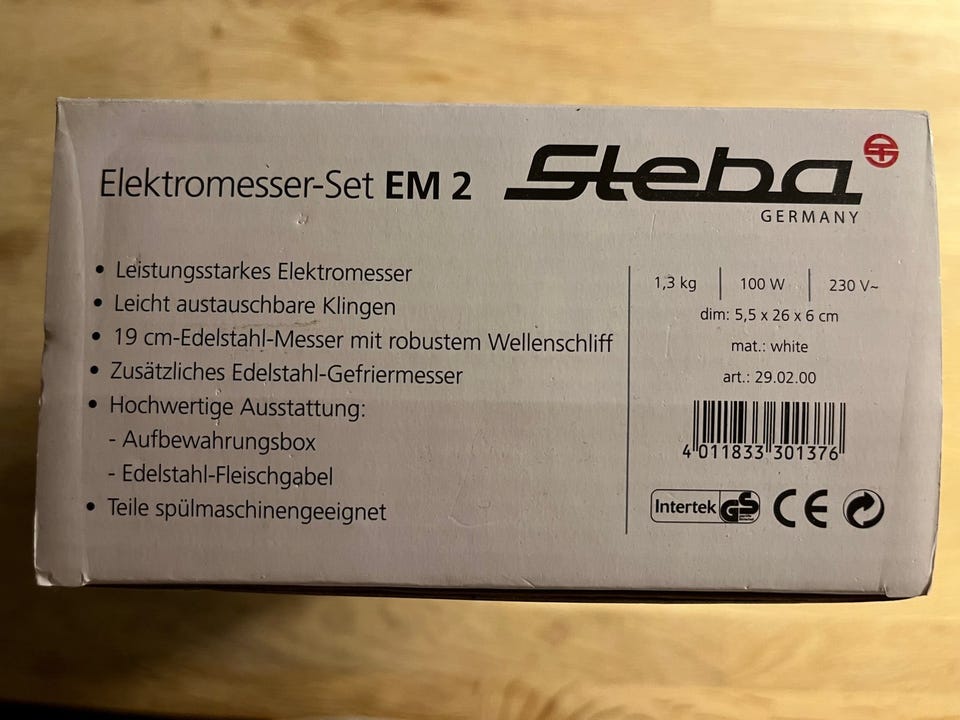 Elektromesser-Set EM 2
Steba
GERMANY
• Leistungsstarkes Elektromesser
• Leicht austauschbare Klingen
• 19 cm-Edelstahl-Messer mit robustem Wellenschliff
• Zusätzliches Edelstahl-Gefriermesser
• Hochwertige Ausstattung:
- Aufbewahrungsbox
- Edelstahl-Fleischgabel
• Teile spülmaschinengeeignet
1,3 kg | 100 W | 230 V~
dim: 5,5 x 26 x 6 cm
mat.: white
art.: 29.02.00
4 011833 301376
Intertek GS CE